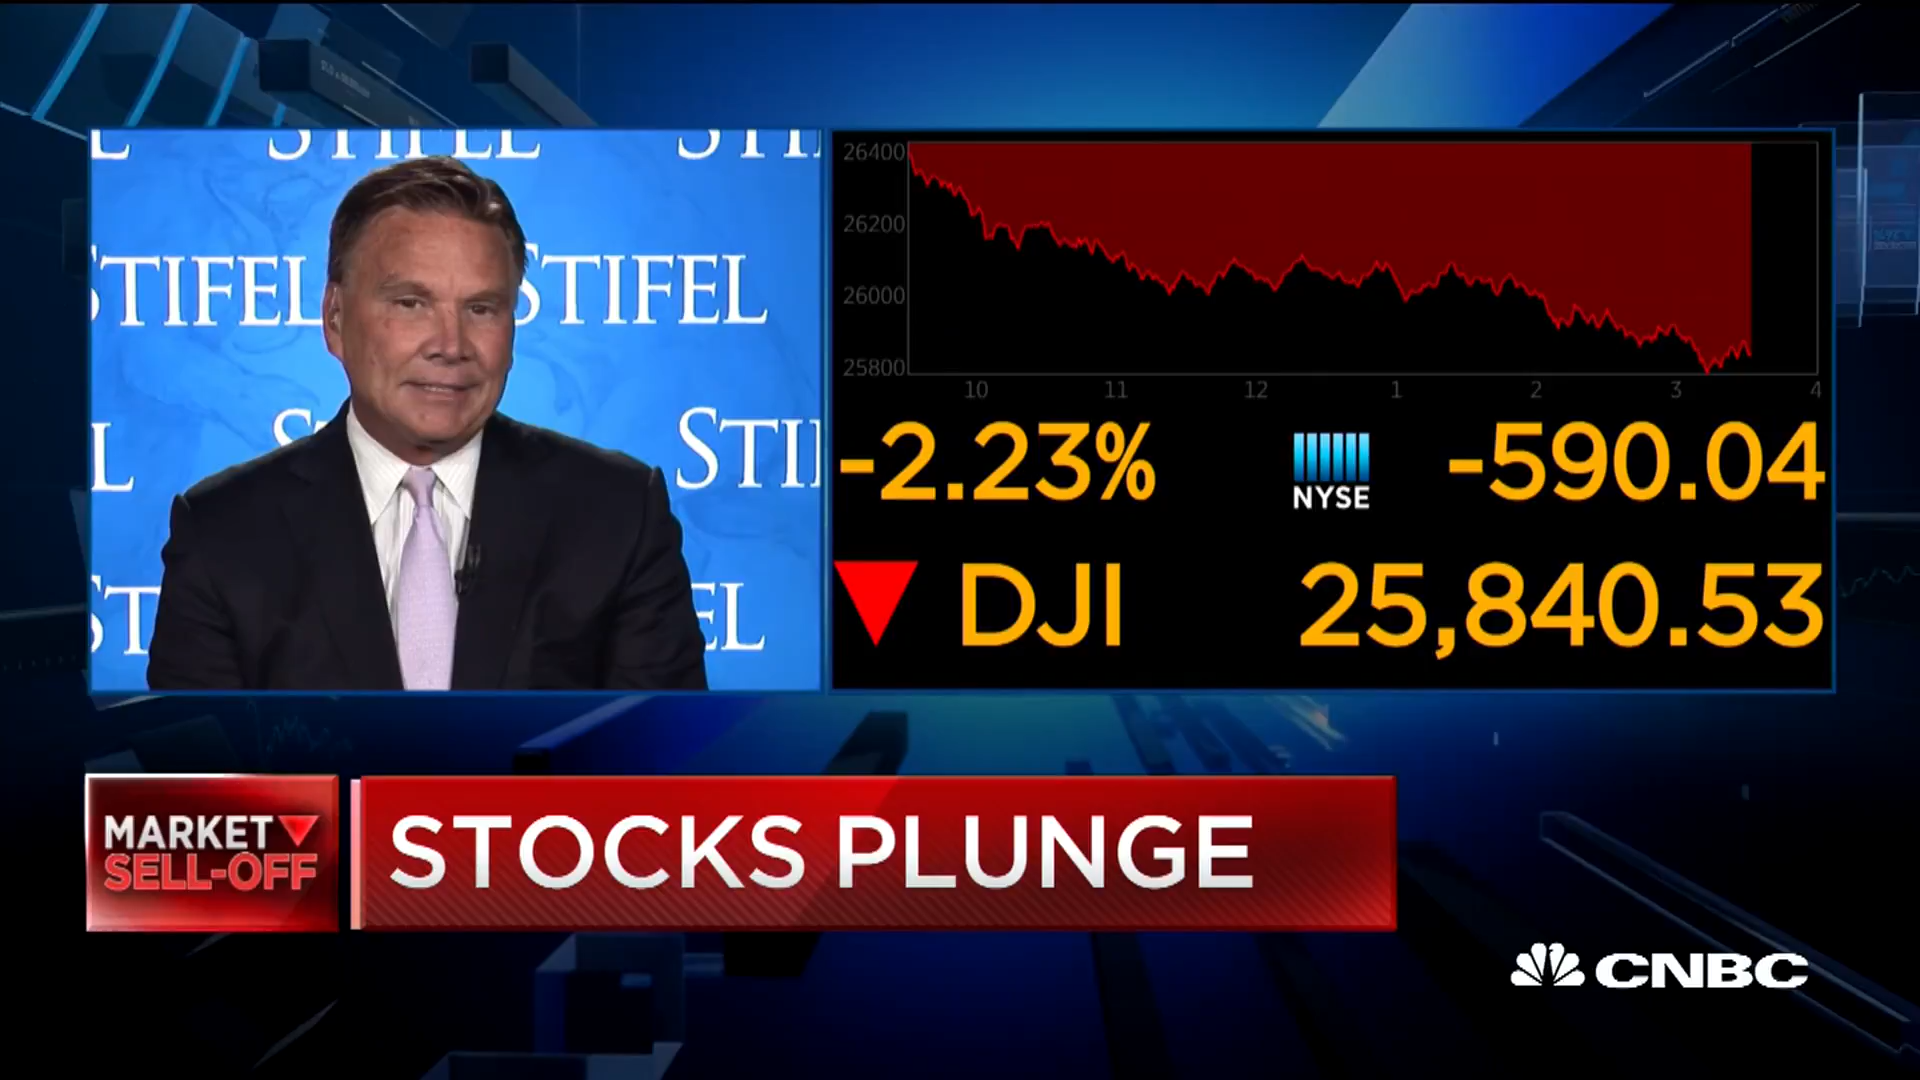 STIFEL
STIFEL
STIFEL
26400
26200
26000
25800
10 11 12 1 2 3 4
-2.23% NYSE -590.04
DJI 25,840.53
MARKET
SELL-OFF
STOCKS PLUNGE
CNBC